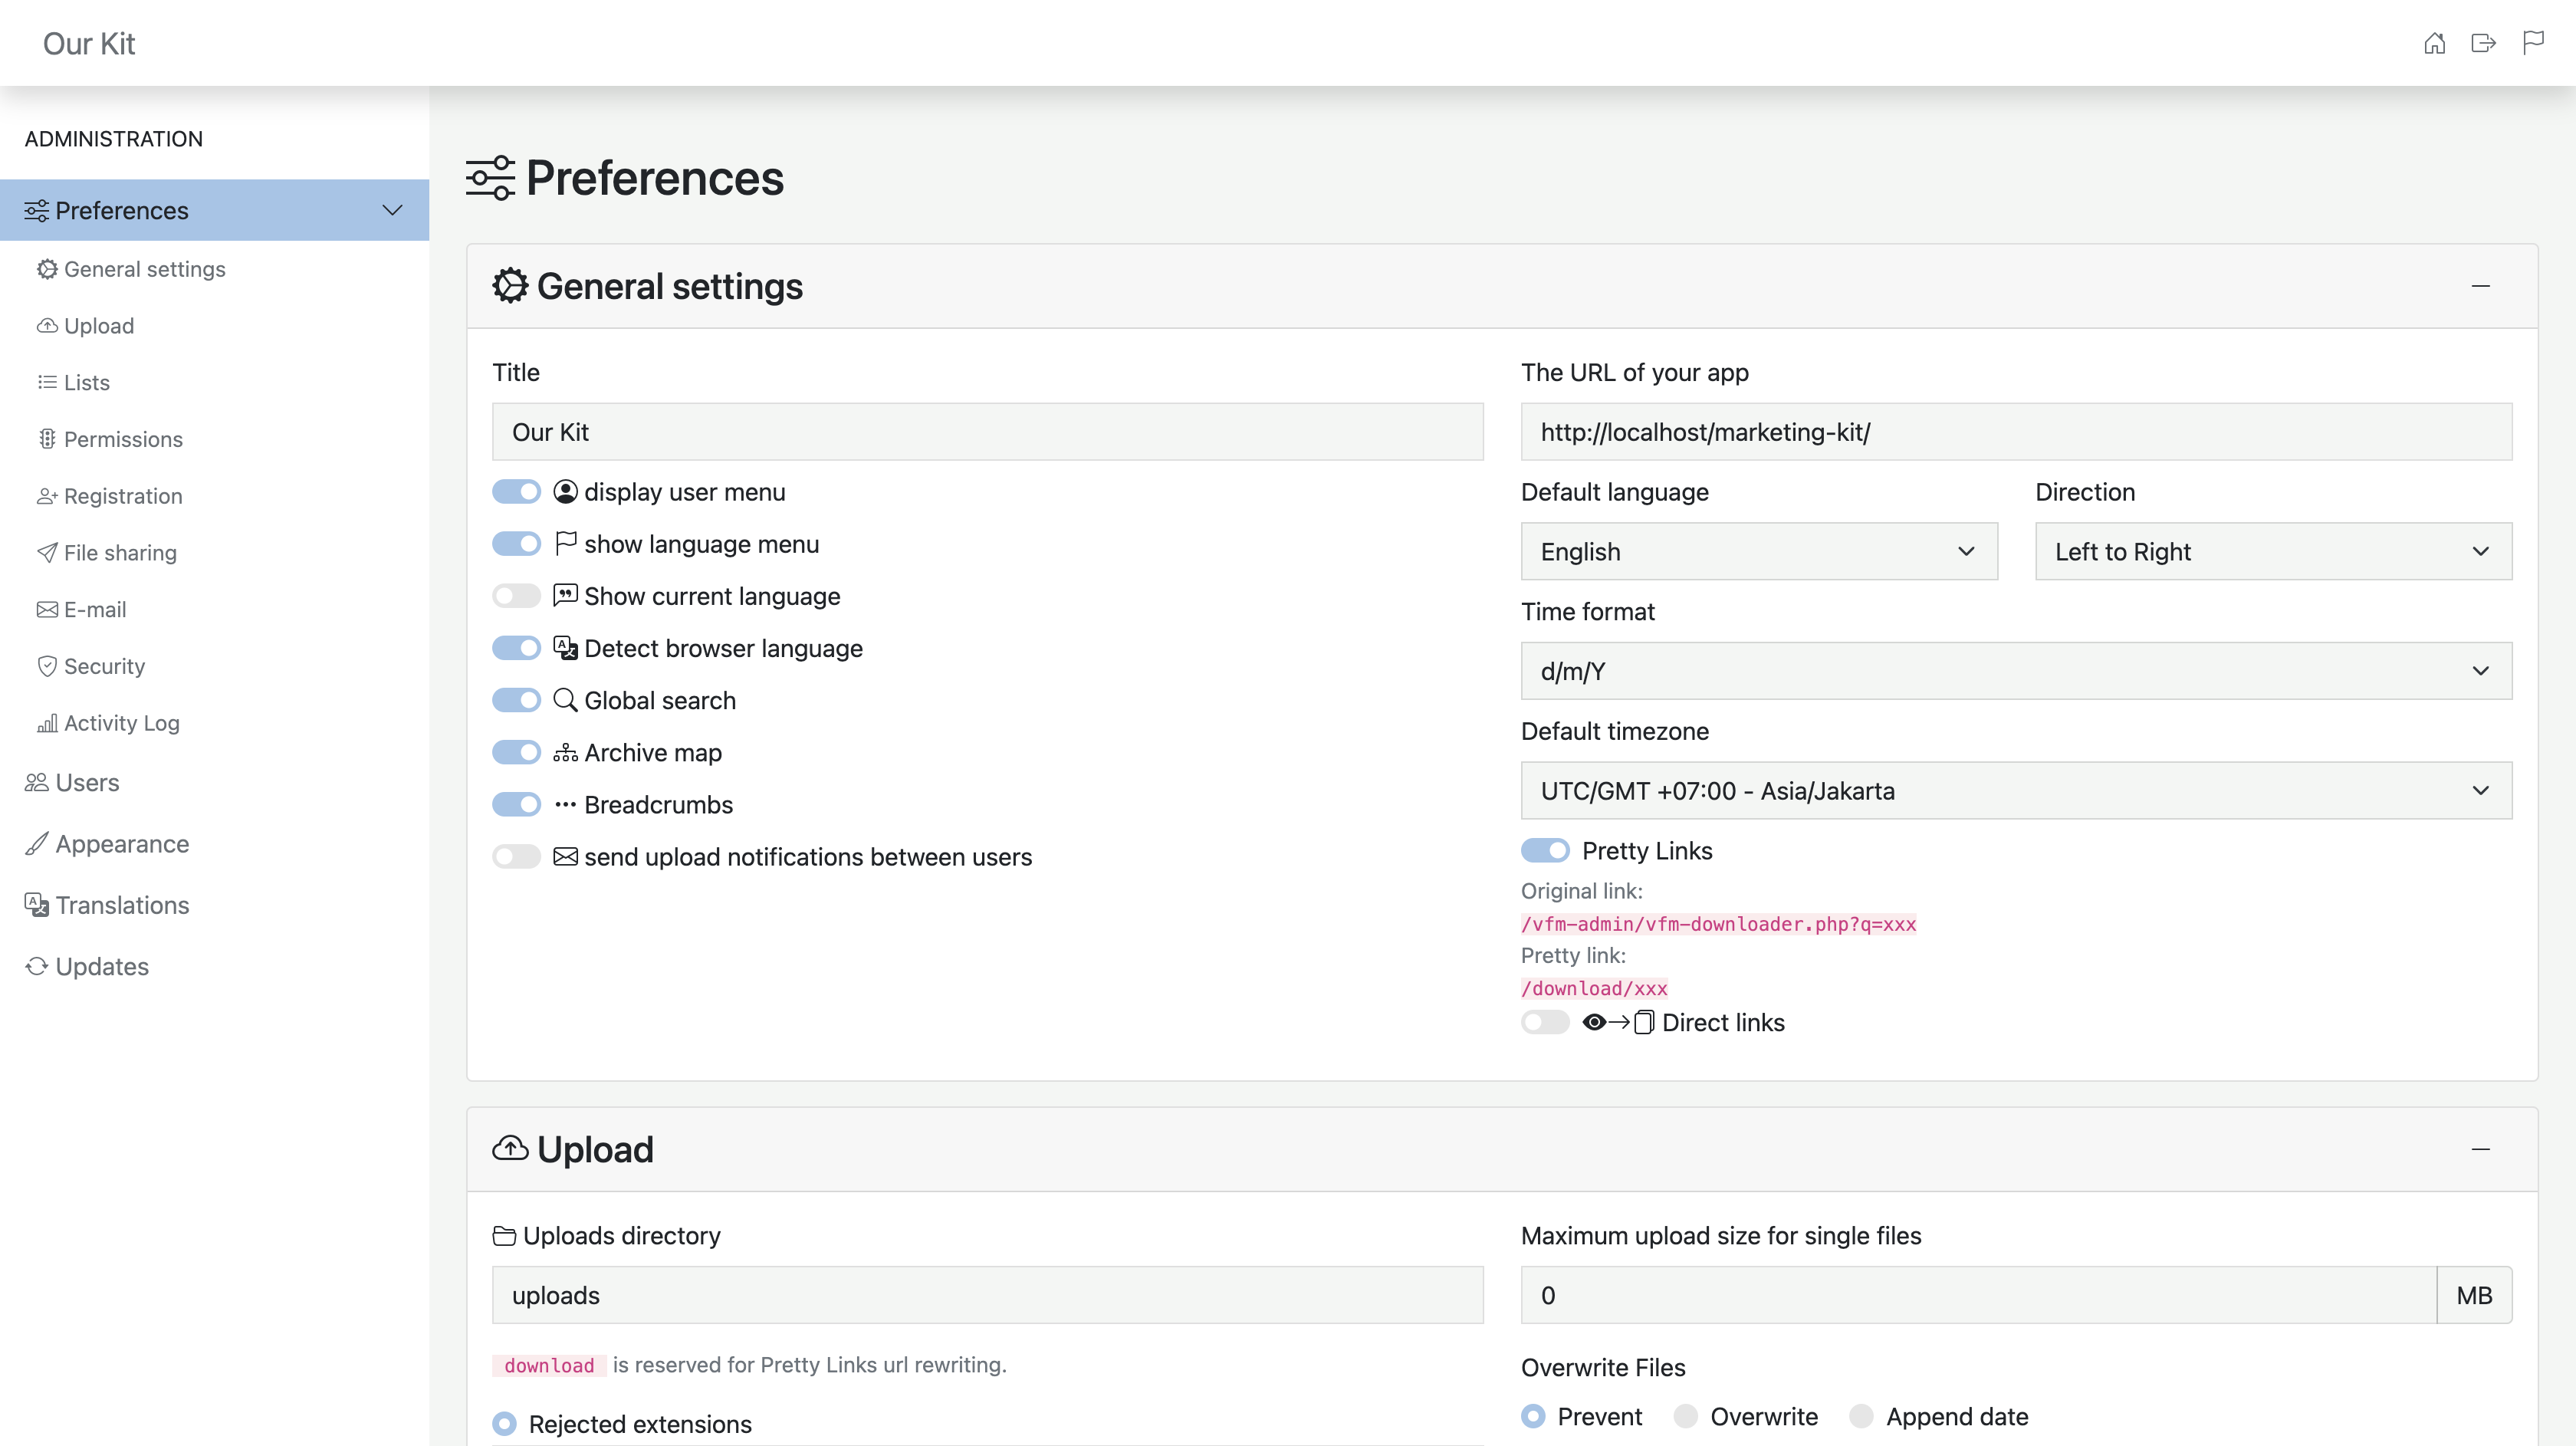 Our Kit
ADMINISTRATION
Preferences
General settings
Upload
Lists
Permissions
Registration
File sharing
E-mail
Security
Activity Log
Users
Appearance
Translations
Updates
Preferences
General settings
Title
Our Kit
display user menu
show language menu
Show current language
Detect browser language
Global search
Archive map
Breadcrumbs
send upload notifications between users
The URL of your app
http://localhost/marketing-kit/
Default language
English
Direction
Left to Right
Time format
d/m/Y
Default timezone
UTC/GMT +07:00 - Asia/Jakarta
Pretty Links
Original link:
/vfm-admin/vfm-downloader.php?q=xxx
Pretty link:
/download/xxx
Direct links
Upload
Uploads directory
uploads
download is reserved for Pretty Links url rewriting.
Rejected extensions
Maximum upload size for single files
0 MB
Overwrite Files
Prevent Overwrite Append date